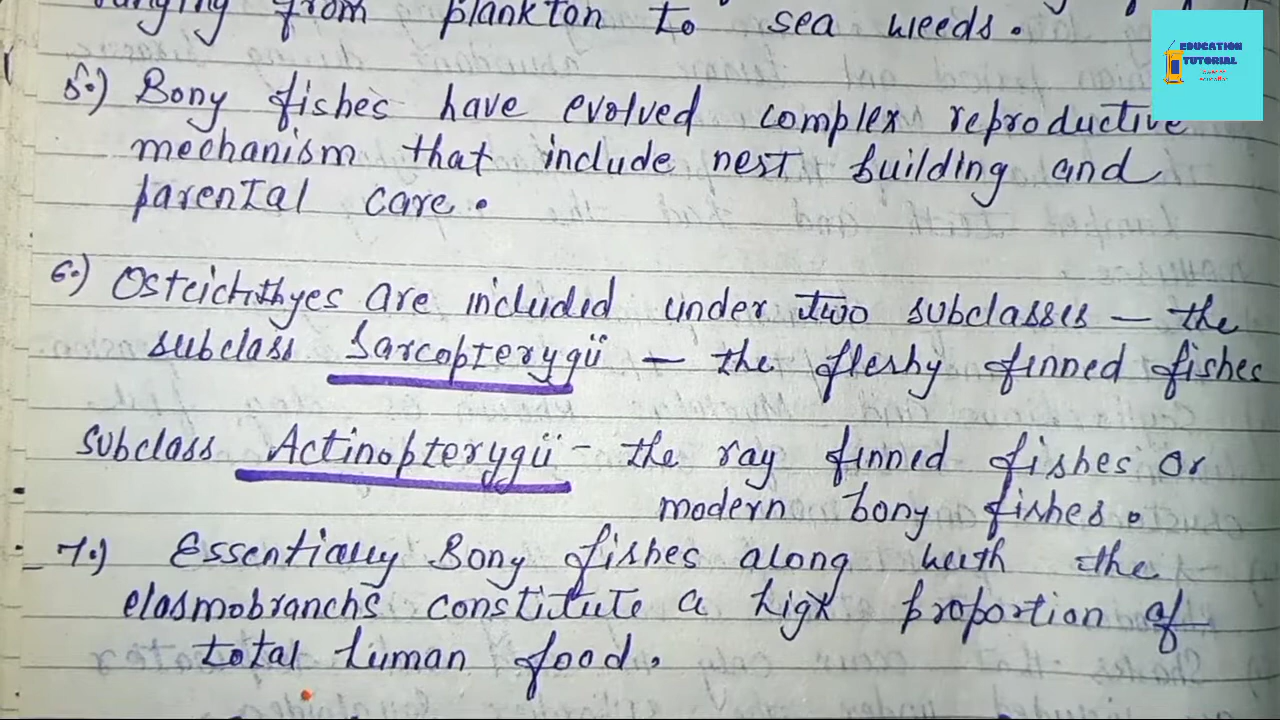 ranging from plankton to sea weeds.
EDUCATION
TUTORIAL
5.) Bony fishes have evolved complex reproductive
mechanism that include nest building and
parental care.
6.) Osteichthyes are included under two subclasses — the
subclass Sarcopterygii — the fleshy finned fishes
subclass Actinopterygii - the ray finned fishes or
modern bony fishes.
7.) Essentially Bony fishes along with the
elasmobranchs constitute a high proportion of
total human food.